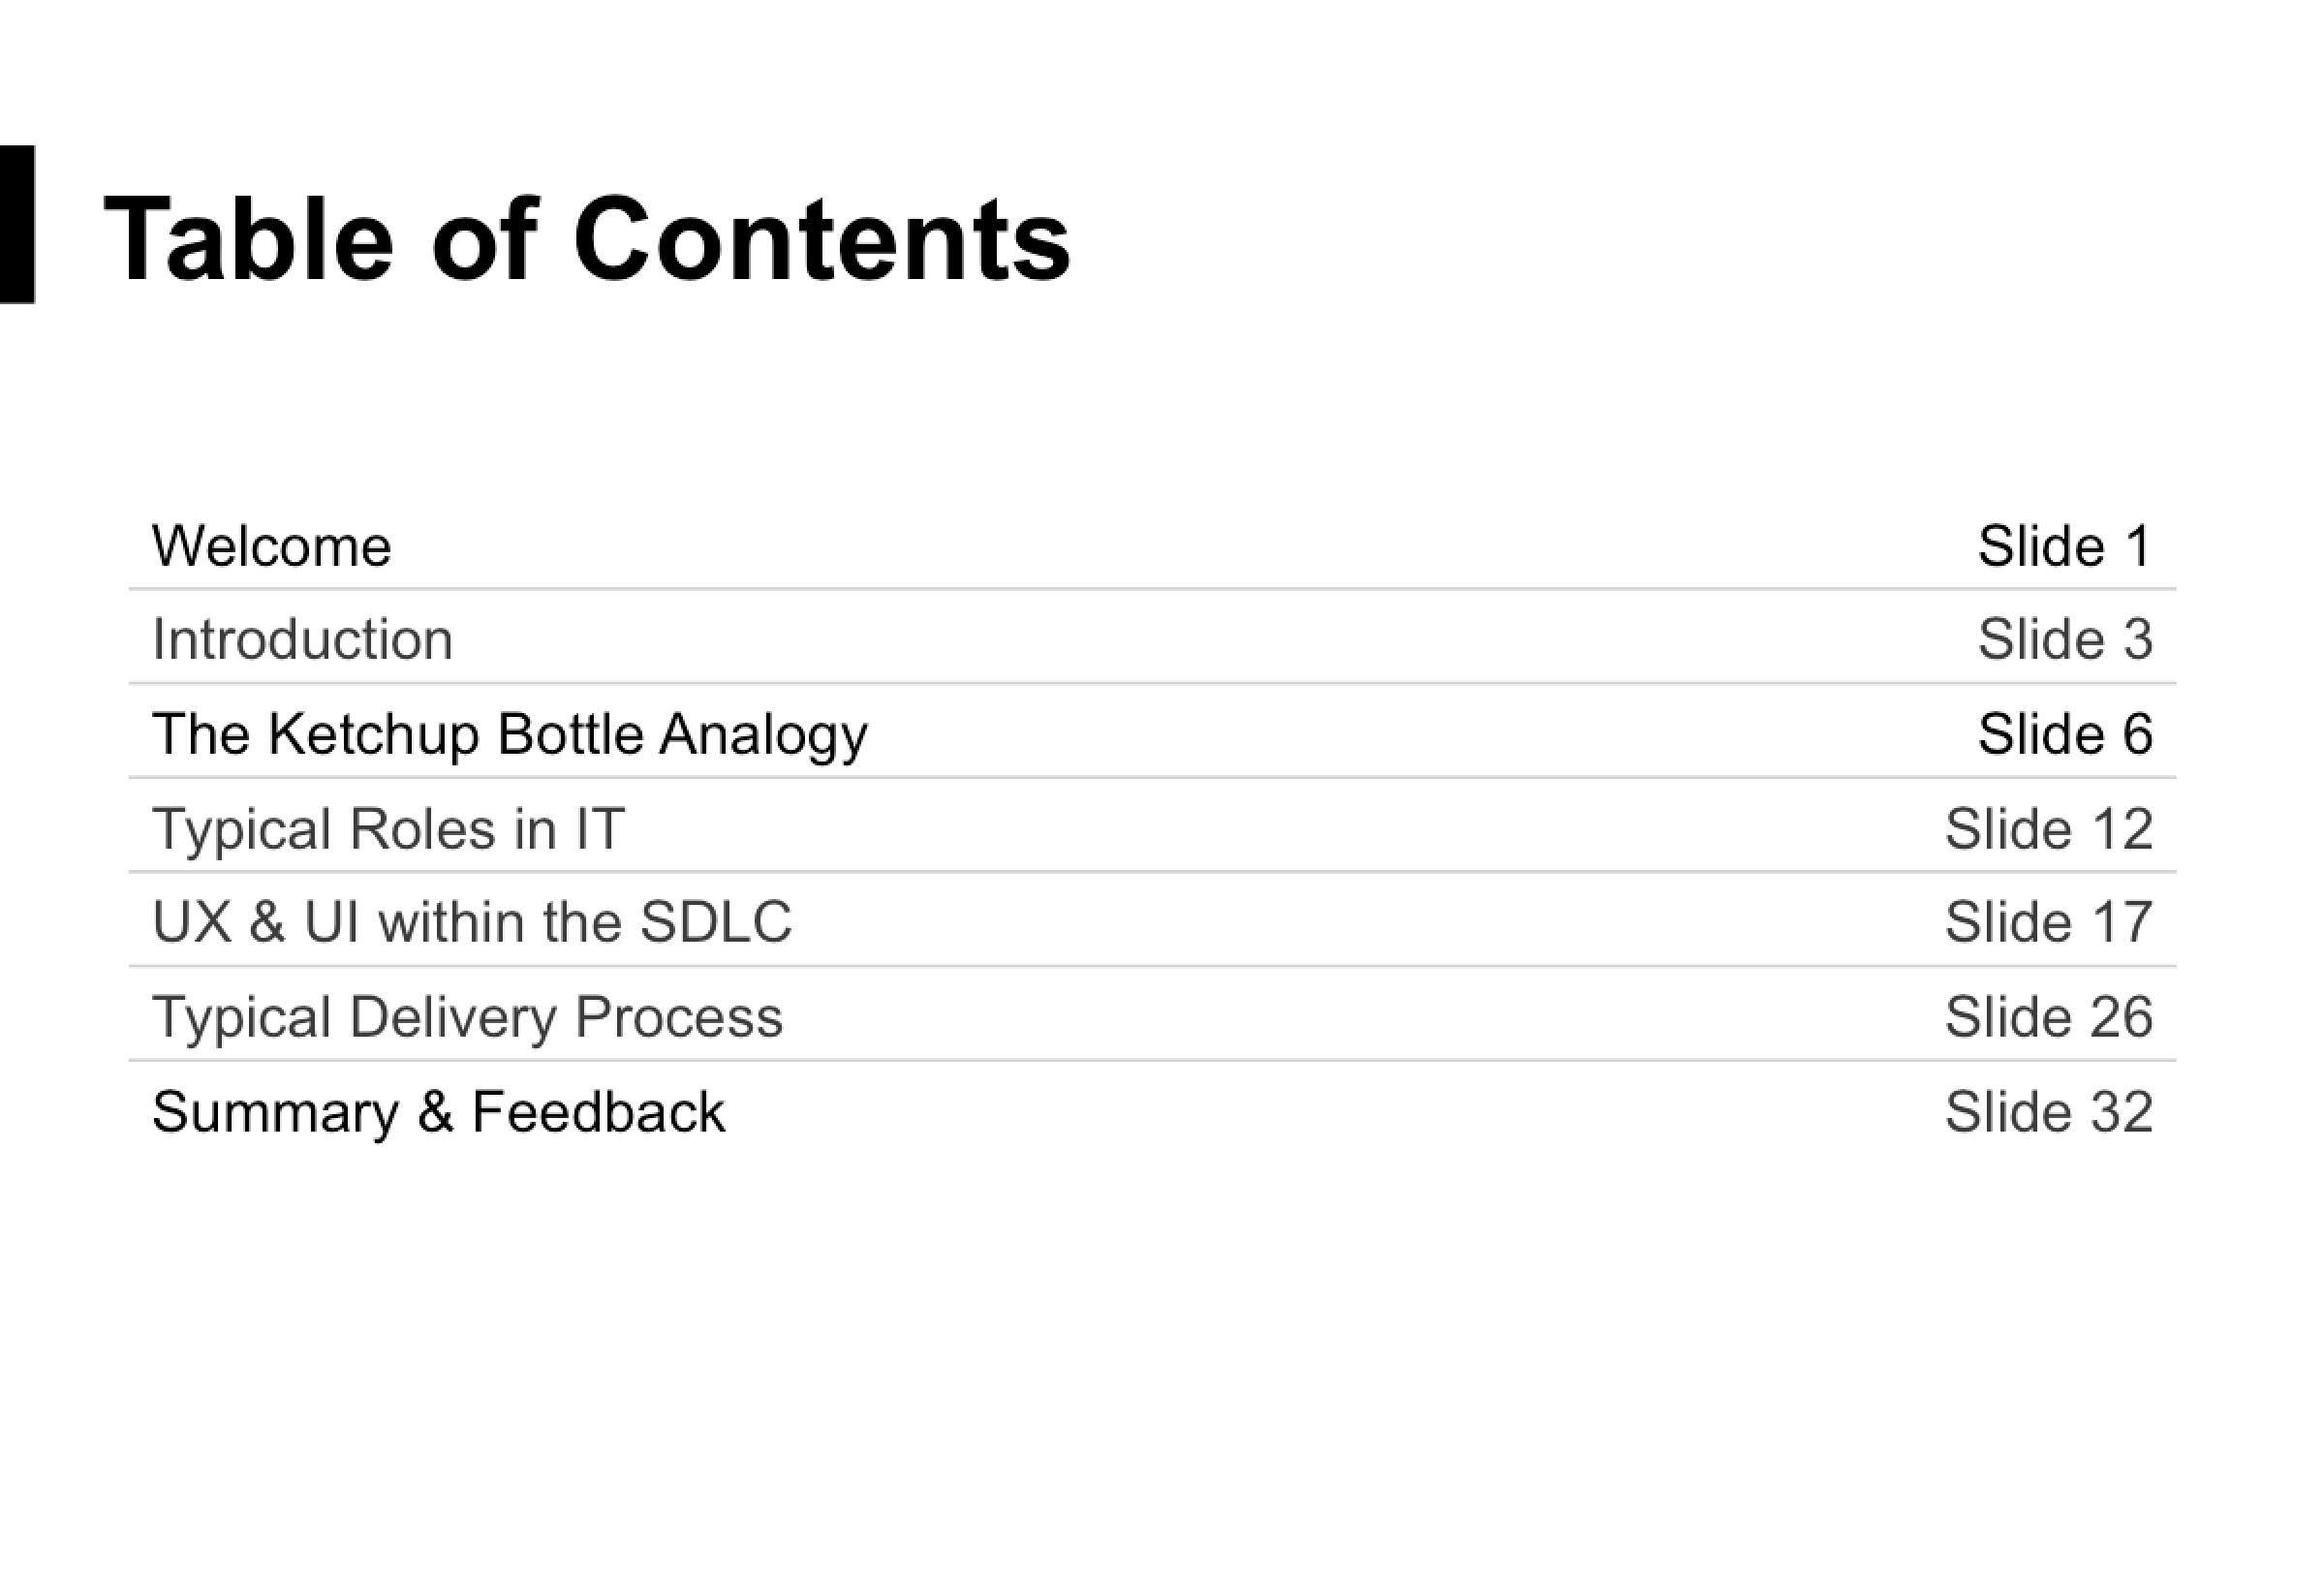 Table of Contents
Welcome Slide 1
Introduction Slide 3
The Ketchup Bottle Analogy Slide 6
Typical Roles in IT Slide 12
UX & UI within the SDLC Slide 17
Typical Delivery Process Slide 26
Summary & Feedback Slide 32